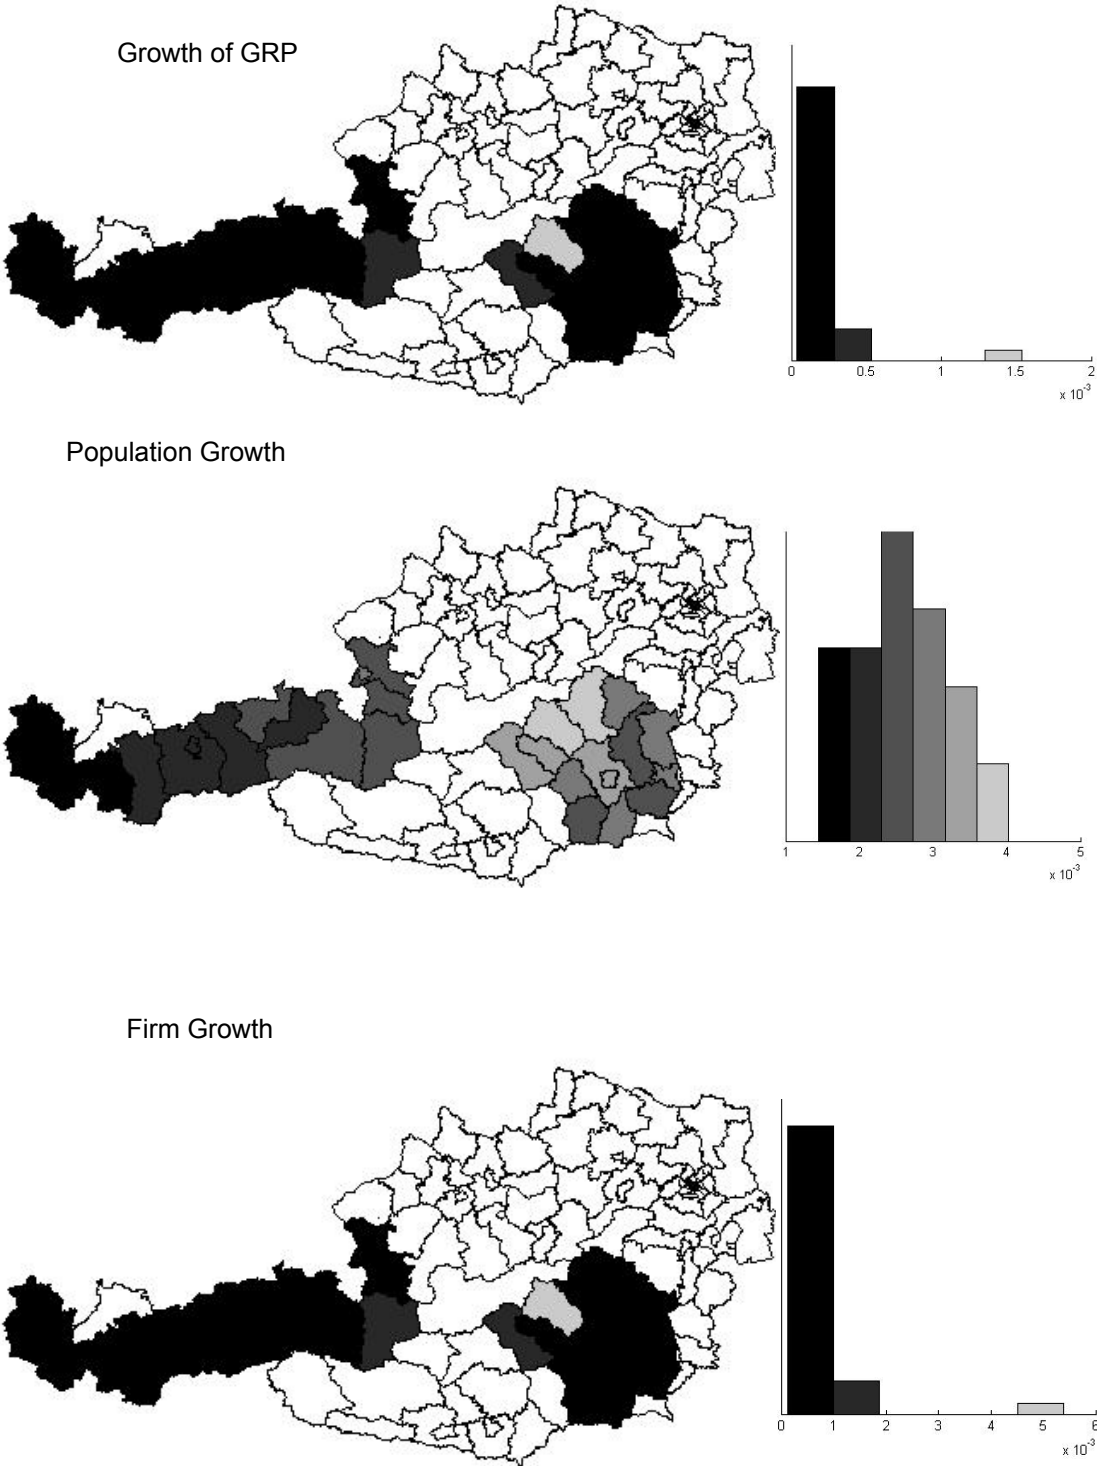 Growth of GRP
0 0.5 1 1.5 2
x 10-3
Population Growth
1 2 3 4 5
x 10-3
Firm Growth
0 1 2 3 4 5 6
x 10-3